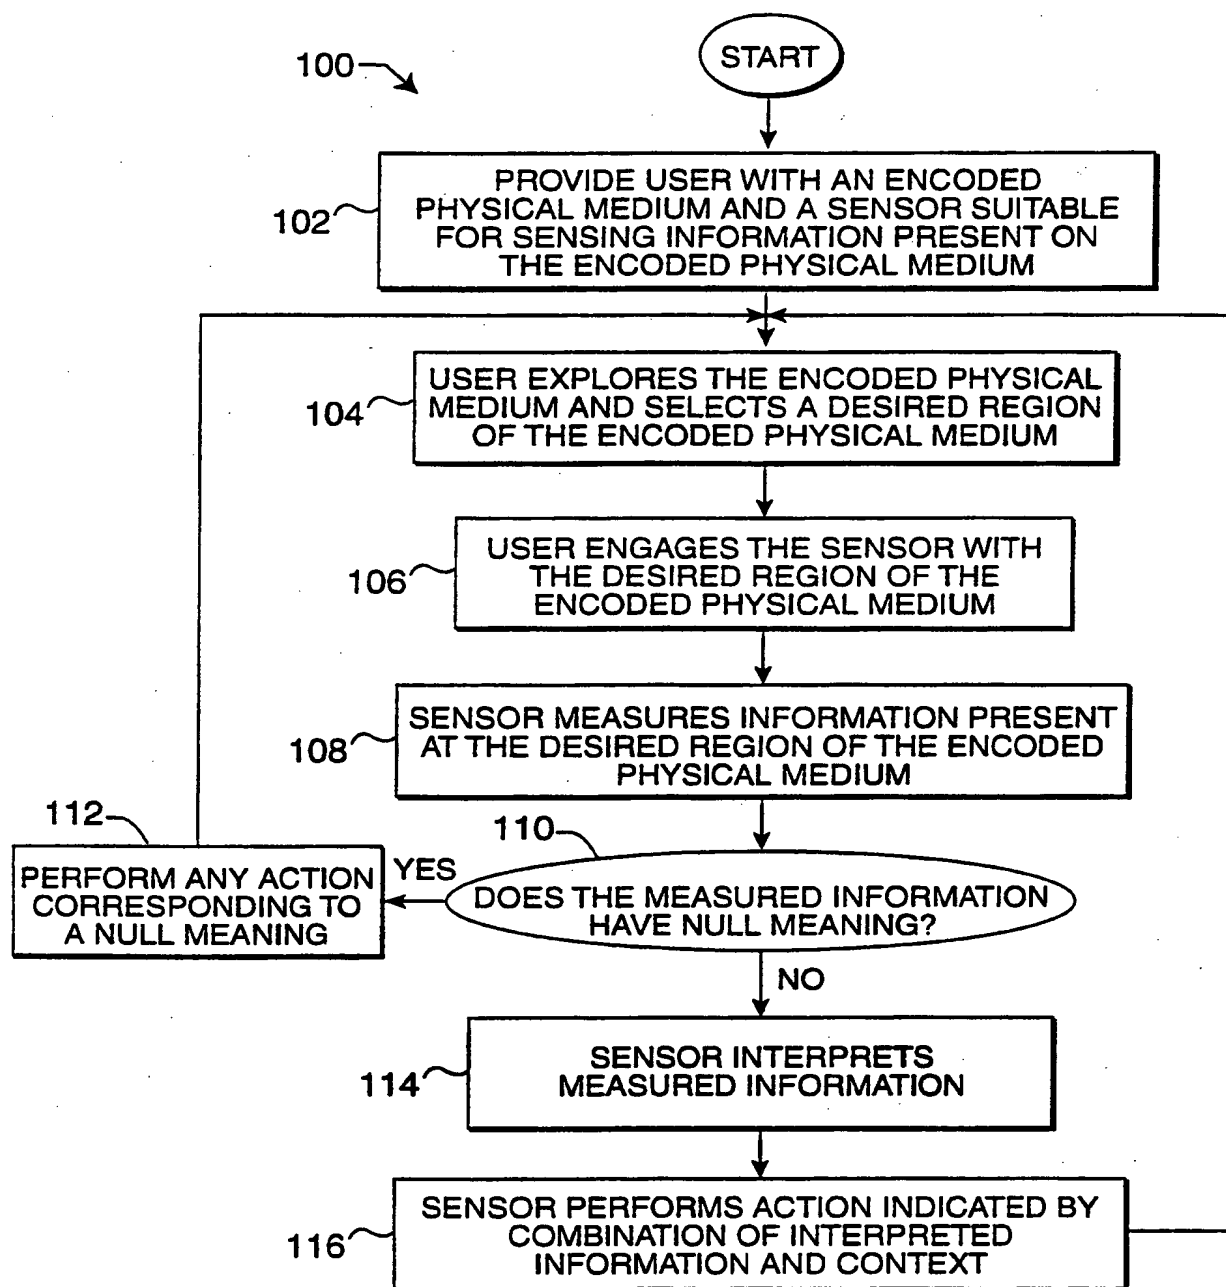 100
START
102
PROVIDE USER WITH AN ENCODED
PHYSICAL MEDIUM AND A SENSOR SUITABLE
FOR SENSING INFORMATION PRESENT ON
THE ENCODED PHYSICAL MEDIUM
104
USER EXPLORES THE ENCODED PHYSICAL
MEDIUM AND SELECTS A DESIRED REGION
OF THE ENCODED PHYSICAL MEDIUM
106
USER ENGAGES THE SENSOR WITH
THE DESIRED REGION OF THE
ENCODED PHYSICAL MEDIUM
108
SENSOR MEASURES INFORMATION PRESENT
AT THE DESIRED REGION OF THE ENCODED
PHYSICAL MEDIUM
112
PERFORM ANY ACTION
CORRESPONDING TO
A NULL MEANING
YES
110
DOES THE MEASURED INFORMATION
HAVE NULL MEANING?
NO
114
SENSOR INTERPRETS
MEASURED INFORMATION
116
SENSOR PERFORMS ACTION INDICATED BY
COMBINATION OF INTERPRETED
INFORMATION AND CONTEXT